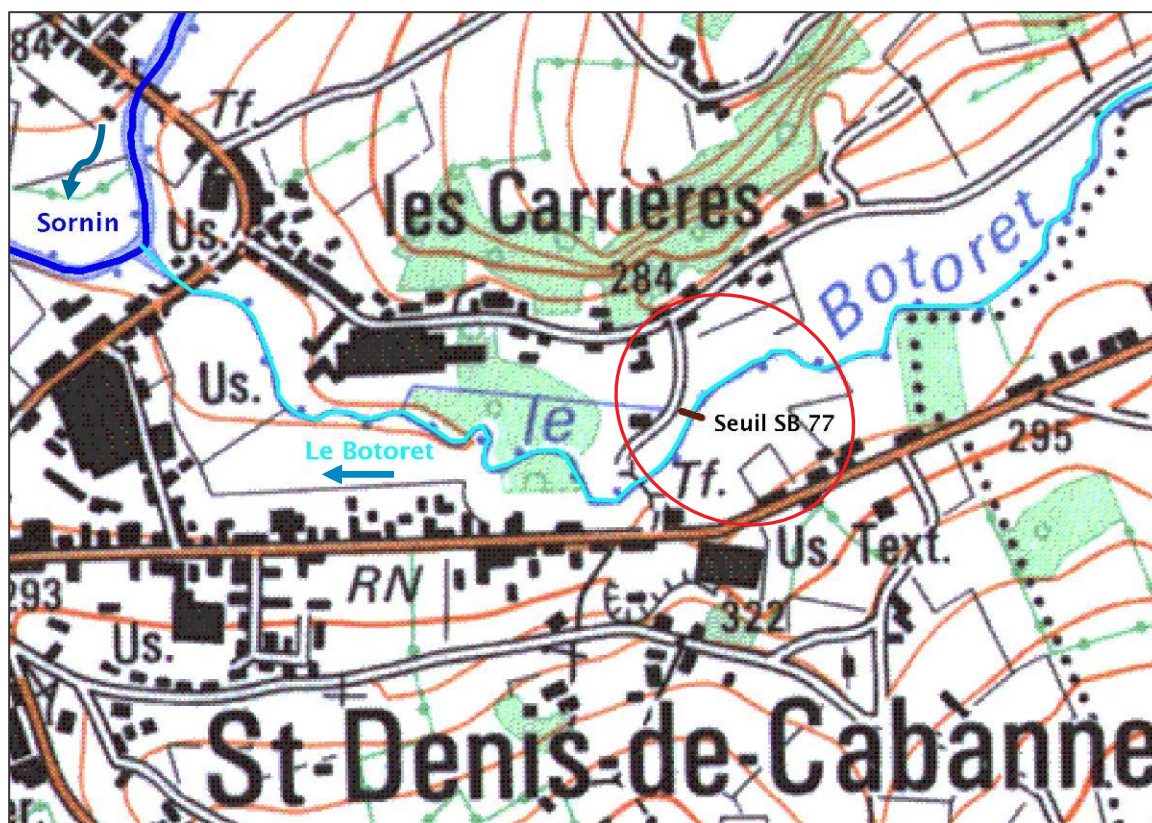 84
Tf.
Sornin
Us.
les Carrières
284
Botoret
Us.
le
Seuil SB 77
Le Botoret
295
Tf.
Us. Text.
293
RN
322
Us.
St-Denis-de-Cabanne
er